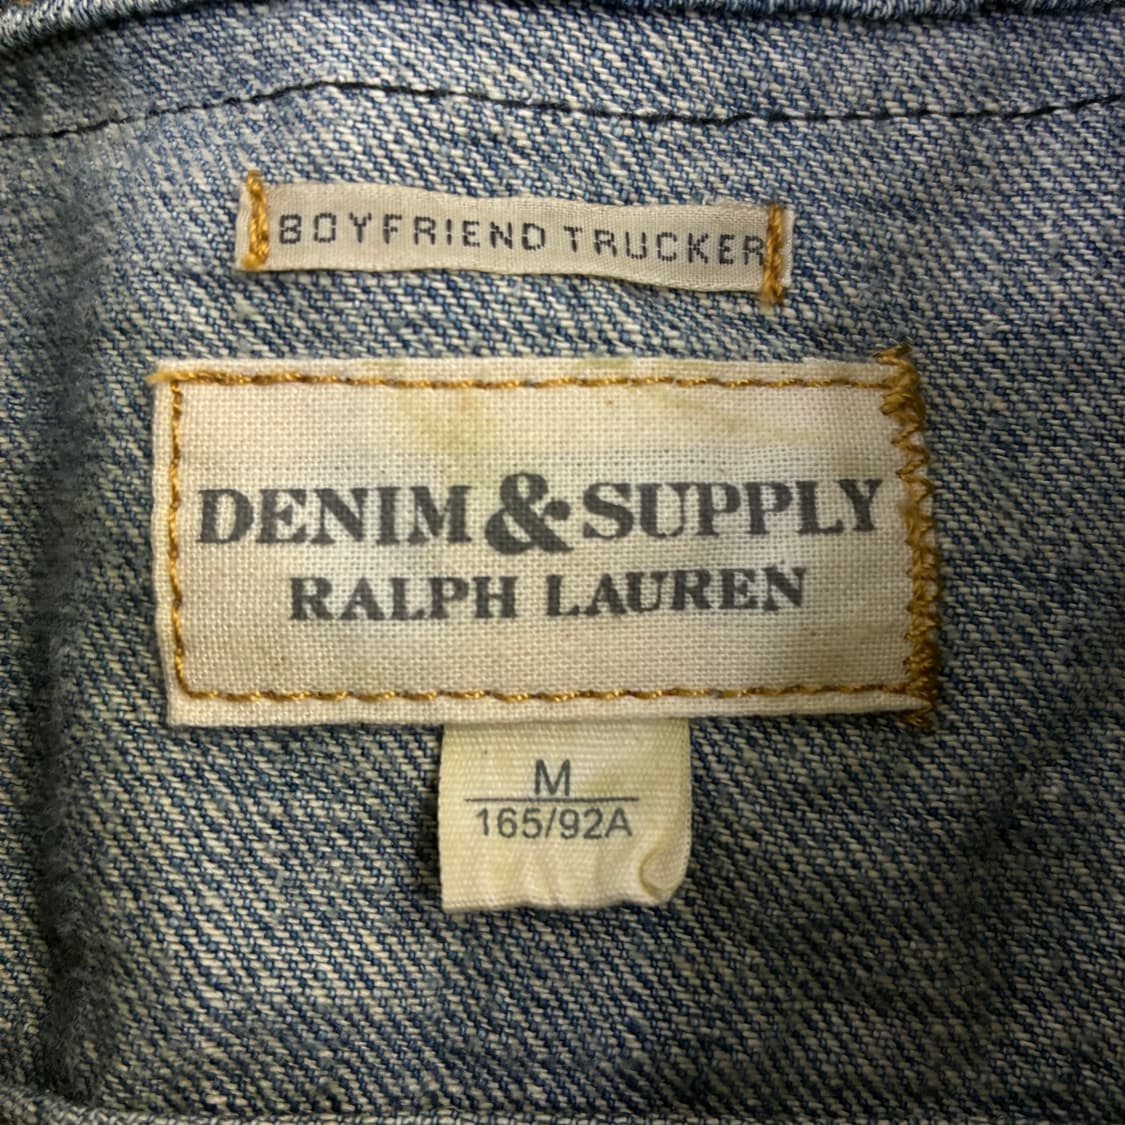 BOYFRIEND TRUCKER
DENIM & SUPPLY
RALPH LAUREN
M
165/92A